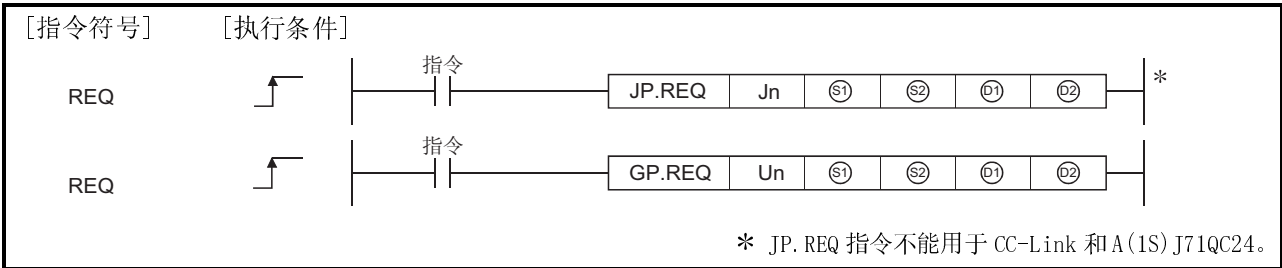 [指令符号] [执行条件]
指令
REQ JP.REQ Jn S1 S2 D1 D2 *
指令
REQ GP.REQ Un S1 S2 D1 D2
* JP.REQ 指令不能用于 CC-Link 和 A(1S)J71QC24。